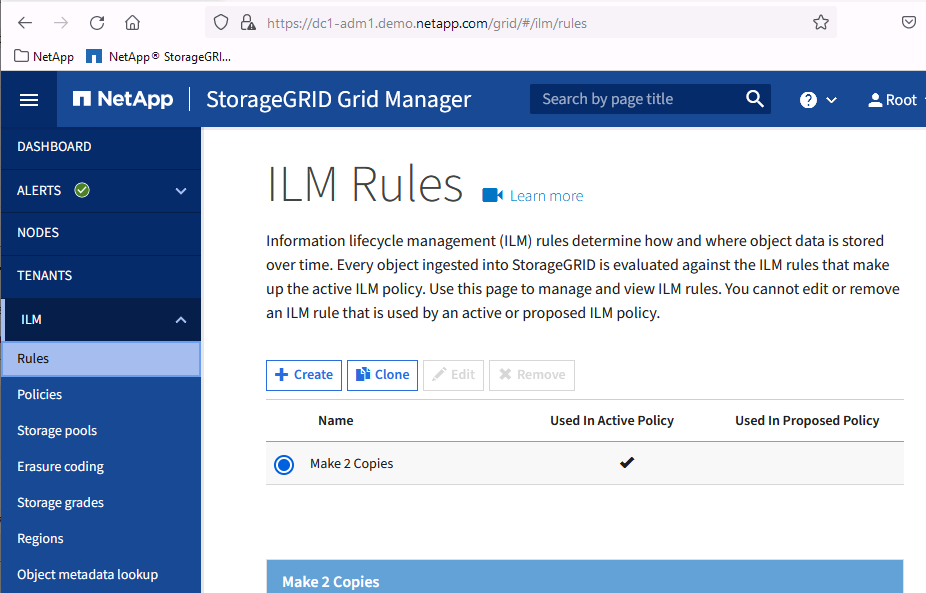 https://dc1-adm1.demo.netapp.com/grid/#/ilm/rules
NetApp NetApp® StorageGRI...
NetApp StorageGRID Grid Manager Search by page title ? Root
DASHBOARD
ALERTS
NODES
TENANTS
ILM
Rules
Policies
Storage pools
Erasure coding
Storage grades
Regions
Object metadata lookup
ILM Rules Learn more
Information lifecycle management (ILM) rules determine how and where object data is stored
over time. Every object ingested into StorageGRID is evaluated against the ILM rules that make
up the active ILM policy. Use this page to manage and view ILM rules. You cannot edit or remove
an ILM rule that is used by an active or proposed ILM policy.
Create Clone Edit Remove
Name Used In Active Policy Used In Proposed Policy
Make 2 Copies
Make 2 Copies